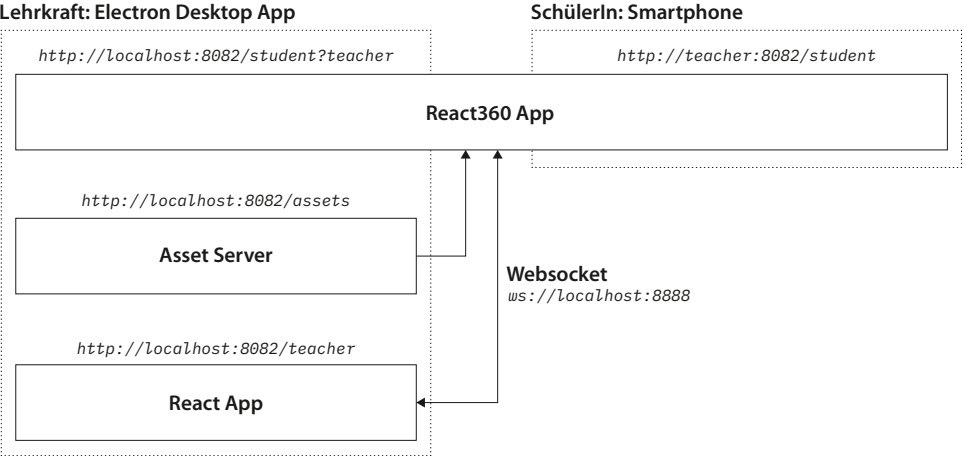 Lehrkraft: Electron Desktop App
SchülerIn: Smartphone
http://localhost:8082/student?teacher
http://teacher:8082/student
React360 App
http://localhost:8082/assets
Asset Server
Websocket
ws://localhost:8888
http://localhost:8082/teacher
React App